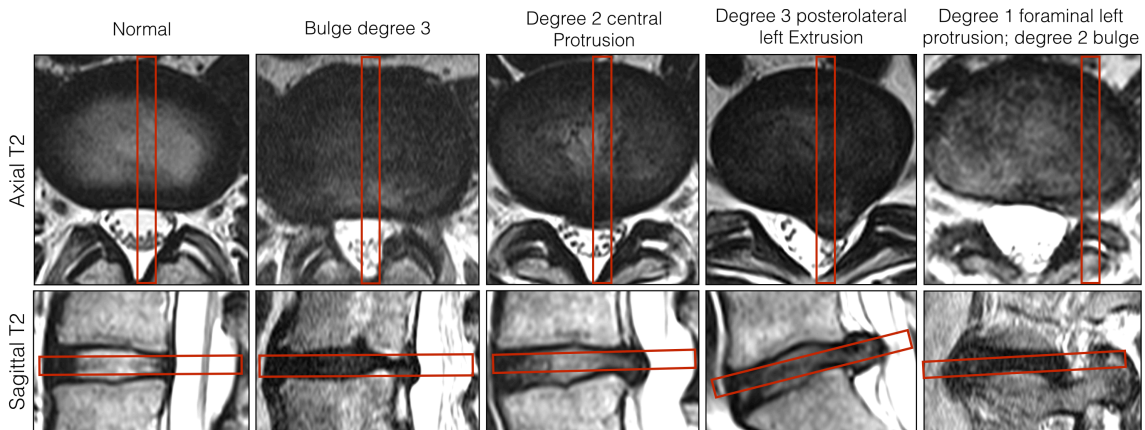 Normal
Bulge degree 3
Degree 2 central
Protrusion
Degree 3 posterolateral
left Extrusion
Degree 1 foraminal left
protrusion; degree 2 bulge
Axial T2
Sagittal T2